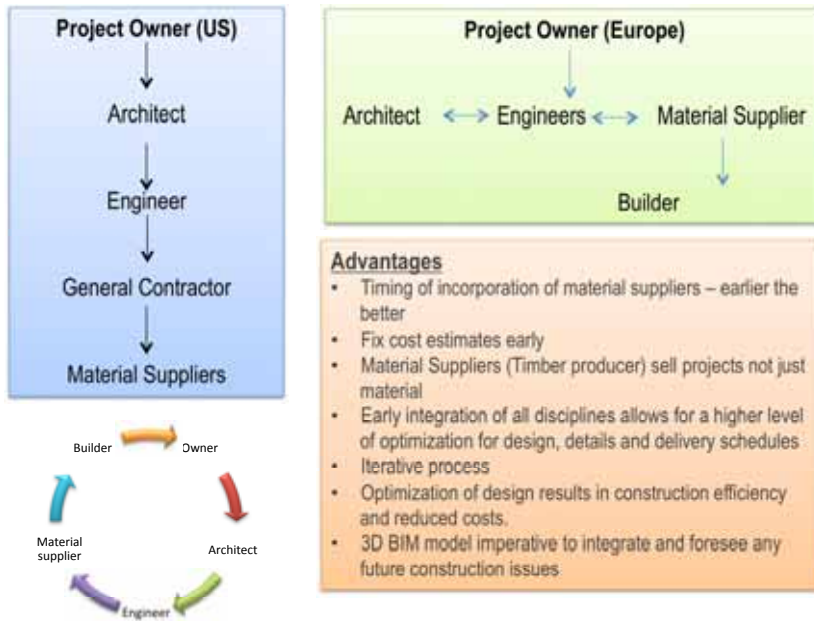 Project Owner (US)
Architect
Engineer
General Contractor
Material Suppliers
Project Owner (Europe)
Architect Engineers Material Supplier
Builder
Advantages
• Timing of incorporation of material suppliers – earlier the
better
• Fix cost estimates early
• Material Suppliers (Timber producer) sell projects not just
material
• Early integration of all disciplines allows for a higher level
of optimization for design, details and delivery schedules
• Iterative process
• Optimization of design results in construction efficiency
and reduced costs.
• 3D BIM model imperative to integrate and foresee any
future construction issues
Builder Owner
Material
supplier
Architect
Engineer